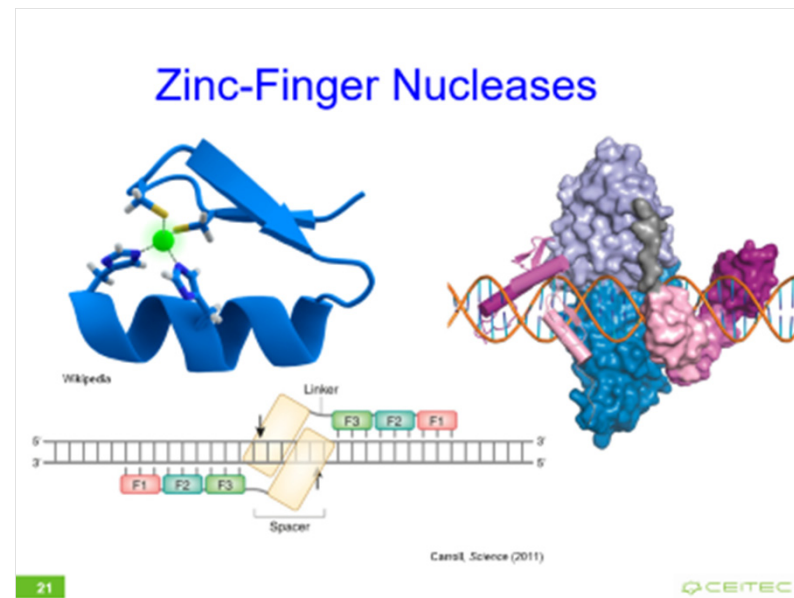 Zinc-Finger Nucleases
Wikipedia
Linker
F3 F2 F1
5' 3'
3' 5'
F1 F2 F3
Spacer
Carroll, Science (2011)
21
CEITEC